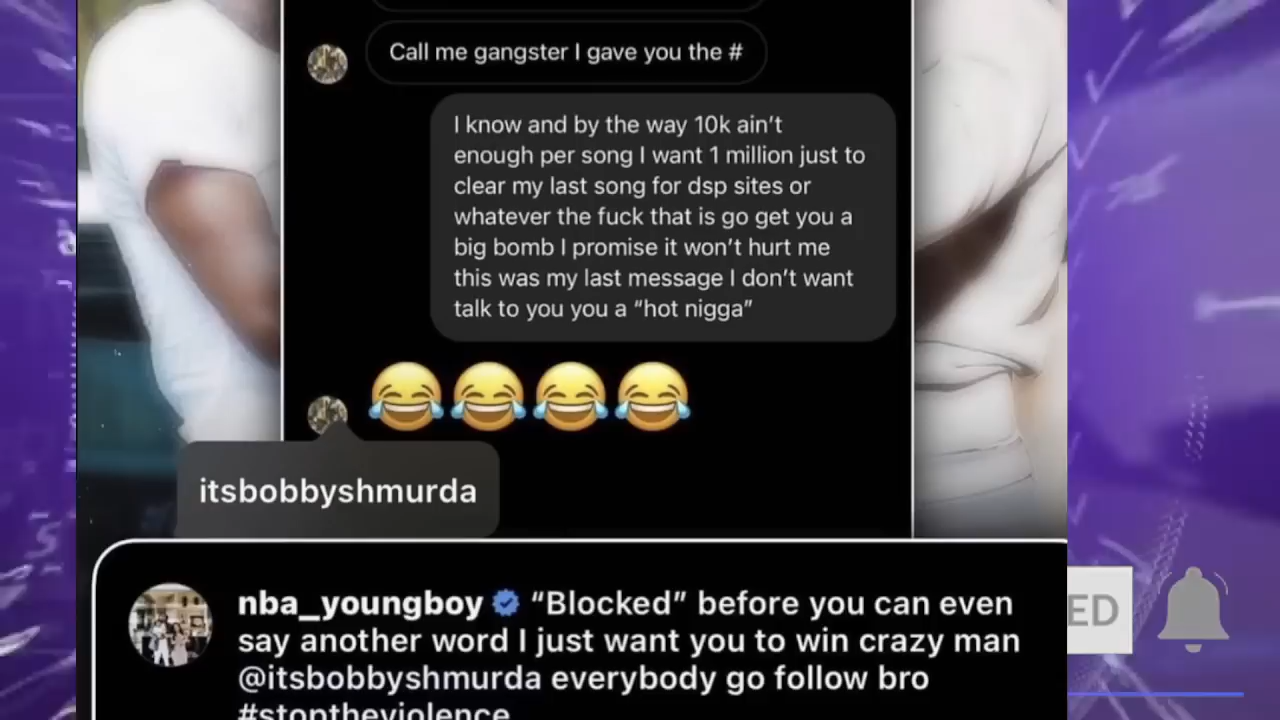 Call me gangster I gave you the #
I know and by the way 10k ain't
enough per song I want 1 million just to
clear my last song for dsp sites or
whatever the fuck that is go get you a
big bomb I promise it won't hurt me
this was my last message I don't want
talk to you you a “hot nigga”
😂😂😂😂
itsbobbyshmurda
nba_youngboy “Blocked” before you can even
say another word I just want you to win crazy man
@itsbobbyshmurda everybody go follow bro
#stoptheviolence
ED